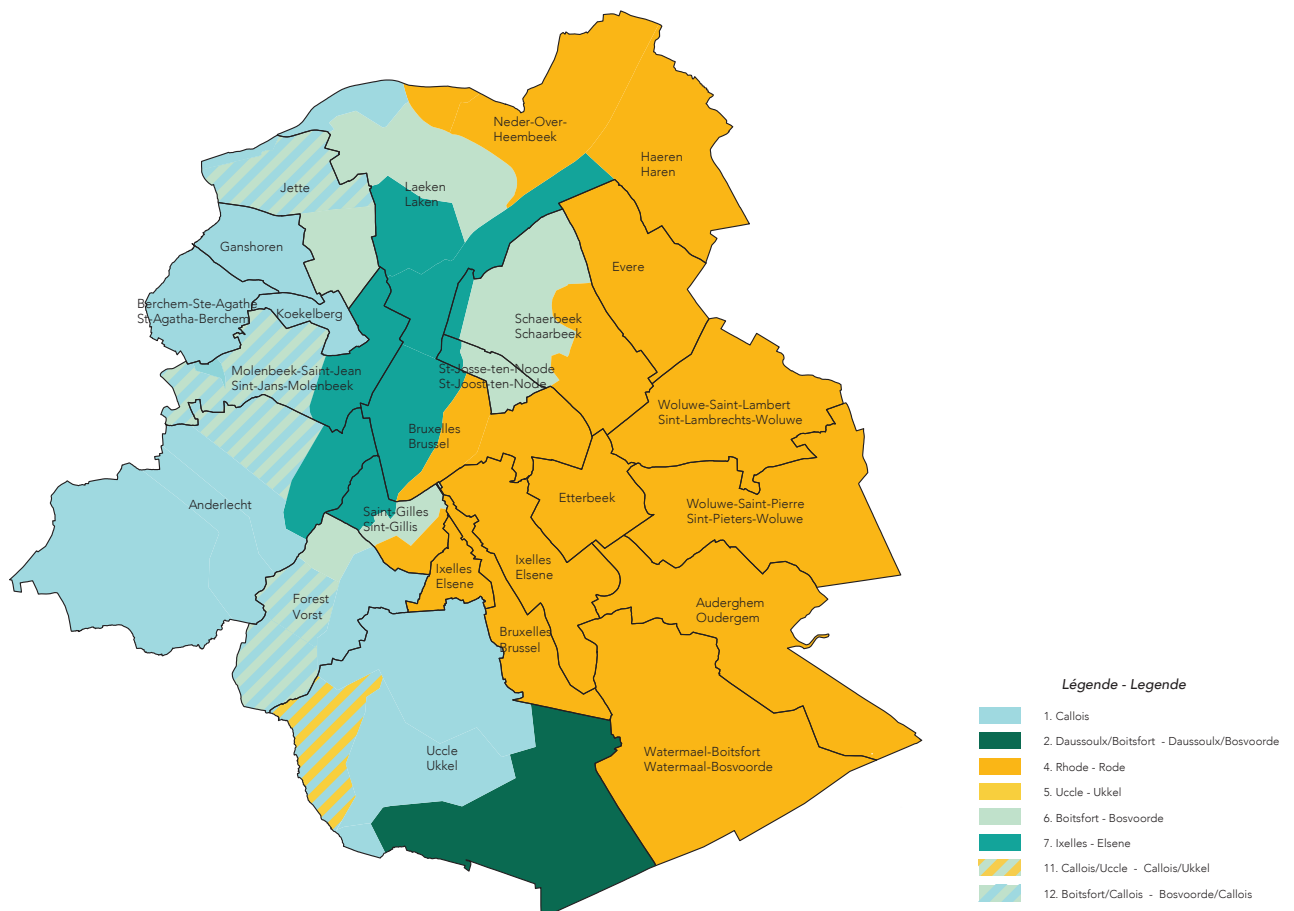 Neder-Over-
Heembeek
Haeren
Haren
Laeken
Laken
Jette
Ganshoren
Evere
Berchem-Ste-Agathe
St-Agatha-Berchem
Koekelberg
Schaerbeek
Schaarbeek
Molenbeek-Saint-Jean
Sint-Jans-Molenbeek
St-Josse-ten-Noode
St-Joost-ten-Node
Woluwe-Saint-Lambert
Sint-Lambrechts-Woluwe
Bruxelles
Brussel
Etterbeek
Anderlecht
Saint-Gilles
Sint-Gillis
Woluwe-Saint-Pierre
Sint-Pieters-Woluwe
Ixelles
Elsene
Ixelles
Elsene
Forest
Vorst
Auderghem
Oudergem
Bruxelles
Brussel
Uccle
Ukkel
Watermael-Boitsfort
Watermaal-Bosvoorde
Légende - Legende
1. Callois
2. Daussoulx/Boitsfort - Daussoulx/Bosvoorde
4. Rhode - Rode
5. Uccle - Ukkel
6. Boitsfort - Bosvoorde
7. Ixelles - Elsene
11. Callois/Uccle - Callois/Ukkel
12. Boitsfort/Callois - Bosvoorde/Callois